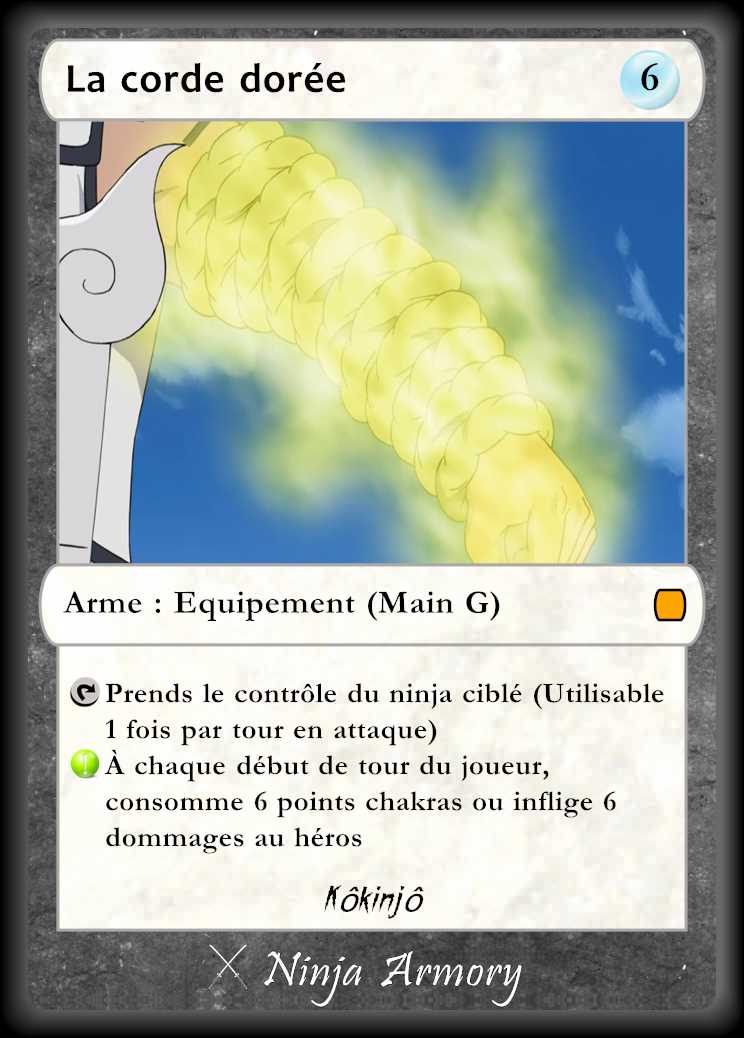 La corde dorée
6
Arme : Equipement (Main G)
Prends le contrôle du ninja ciblé (Utilisable
1 fois par tour en attaque)
À chaque début de tour du joueur,
consomme 6 points chakras ou inflige 6
dommages au héros
Kôkinjô
Ninja Armory